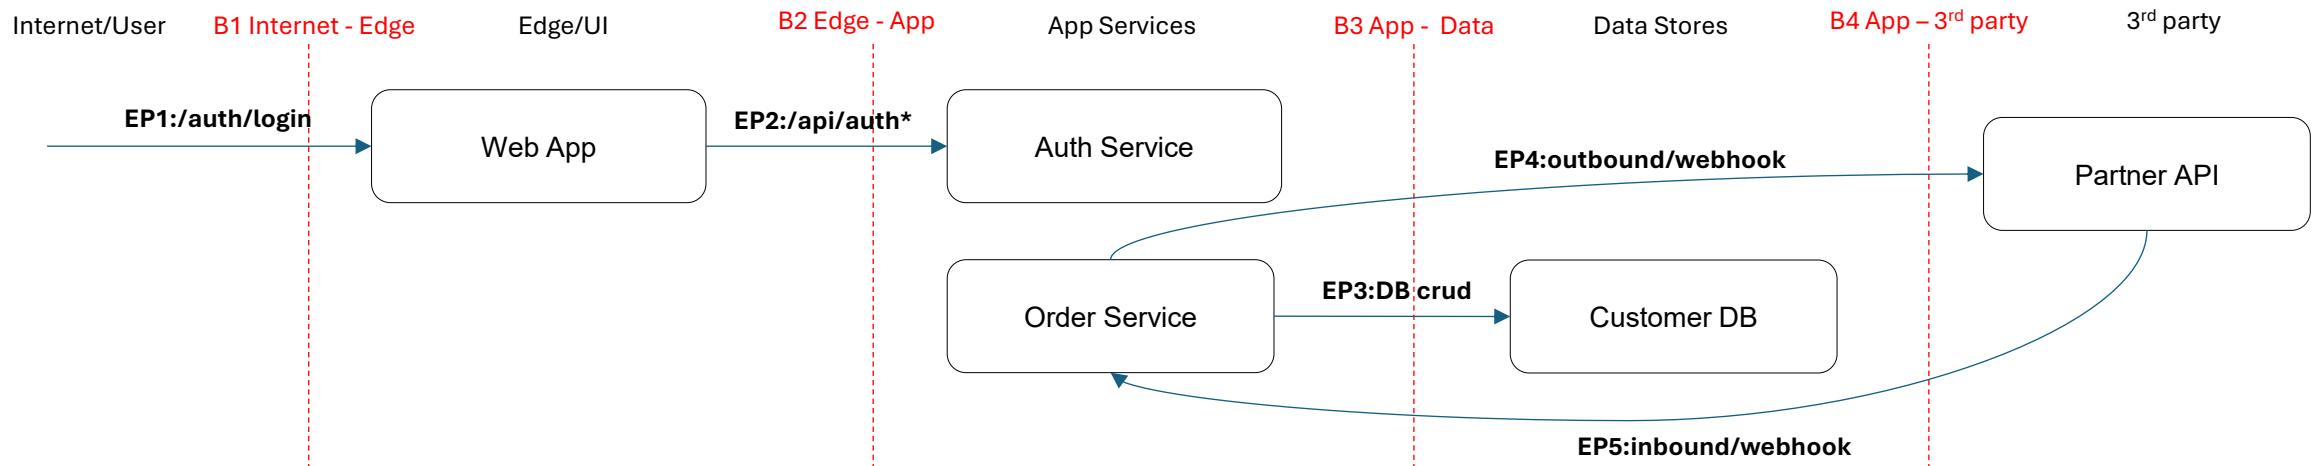 Internet/User
B1 Internet - Edge
Edge/UI
B2 Edge - App
App Services
B3 App - Data
Data Stores
B4 App – 3rd party
3rd party
EP1:/auth/login
Web App
EP2:/api/auth*
Auth Service
EP4:outbound/webhook
Partner API
Order Service
EP3:DB crud
Customer DB
EP5:inbound/webhook